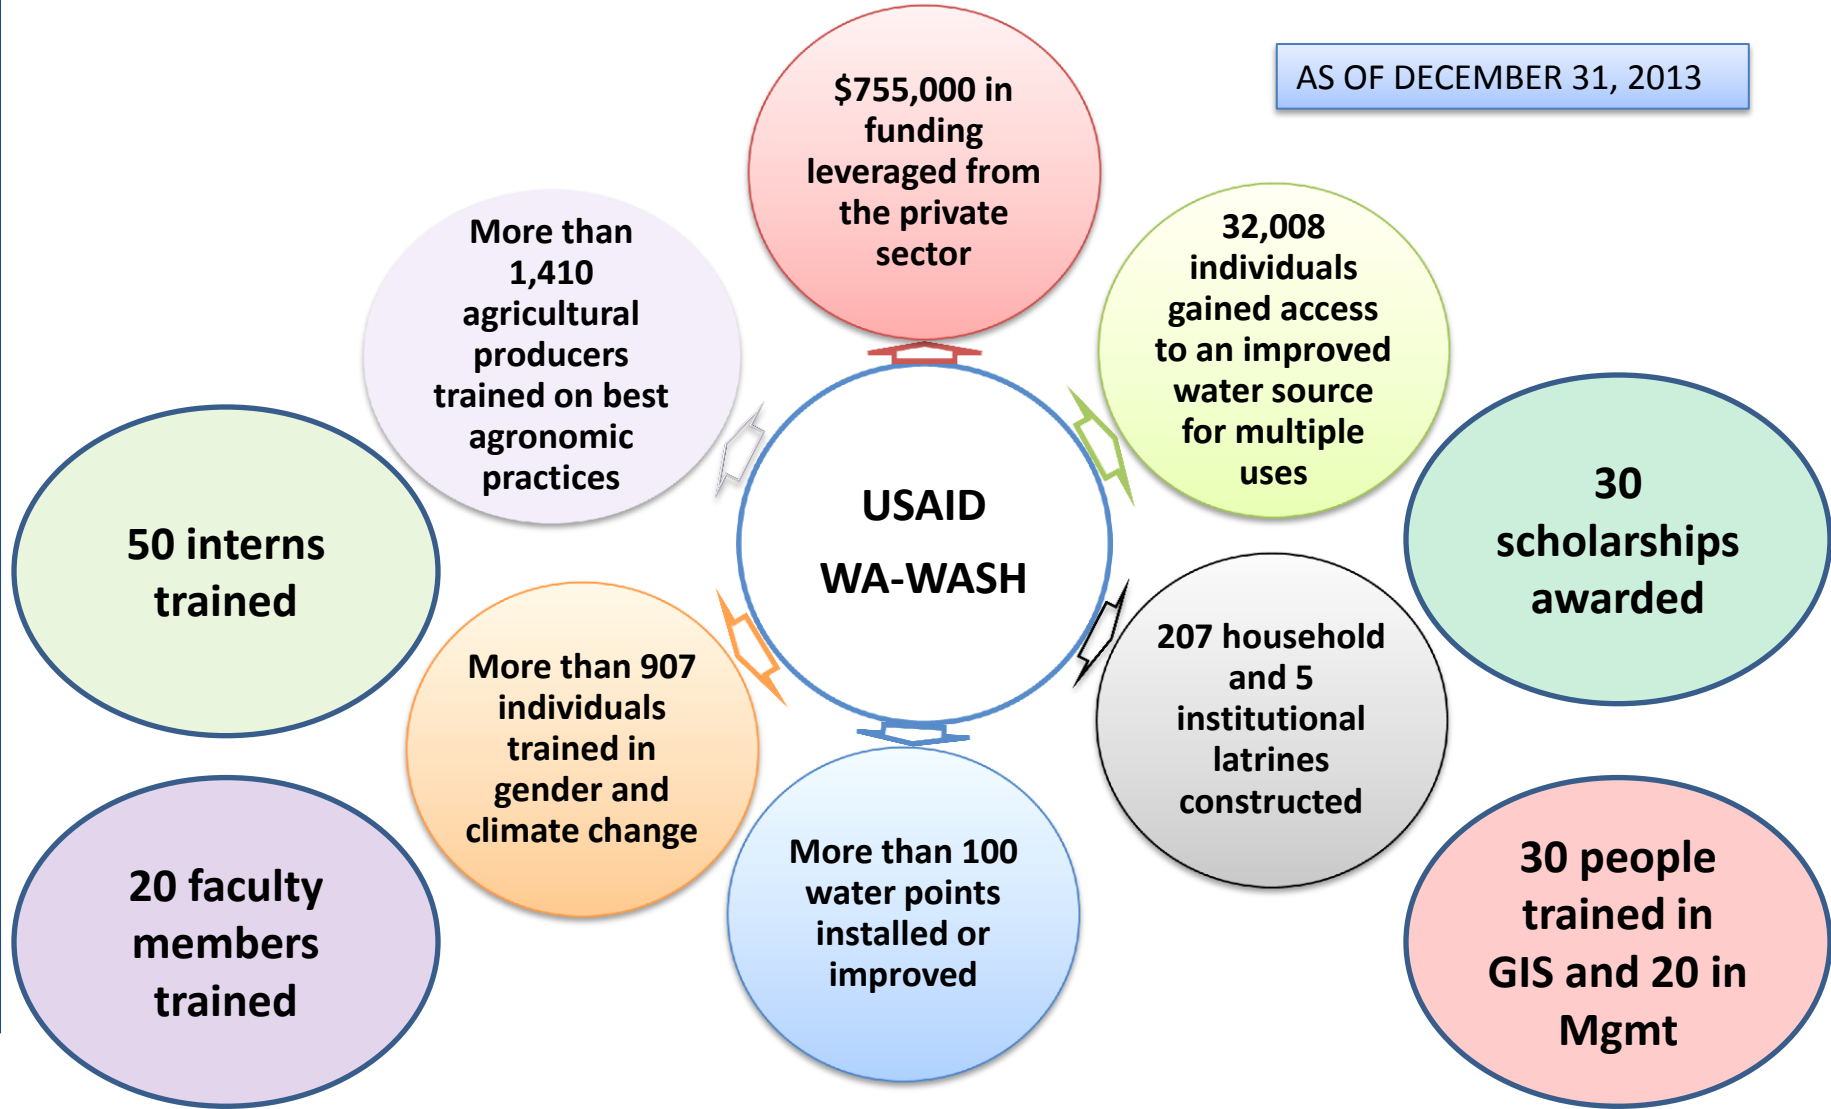 AS OF DECEMBER 31, 2013
$755,000 in
funding
leveraged from
the private
sector
More than
1,410
agricultural
producers
trained on best
agronomic
practices
32,008
individuals
gained access
to an improved
water source
for multiple
uses
50 interns
trained
USAID
WA-WASH
30
scholarships
awarded
More than 907
individuals
trained in
gender and
climate change
207 household
and 5
institutional
latrines
constructed
20 faculty
members
trained
More than 100
water points
installed or
improved
30 people
trained in
GIS and 20 in
Mgmt